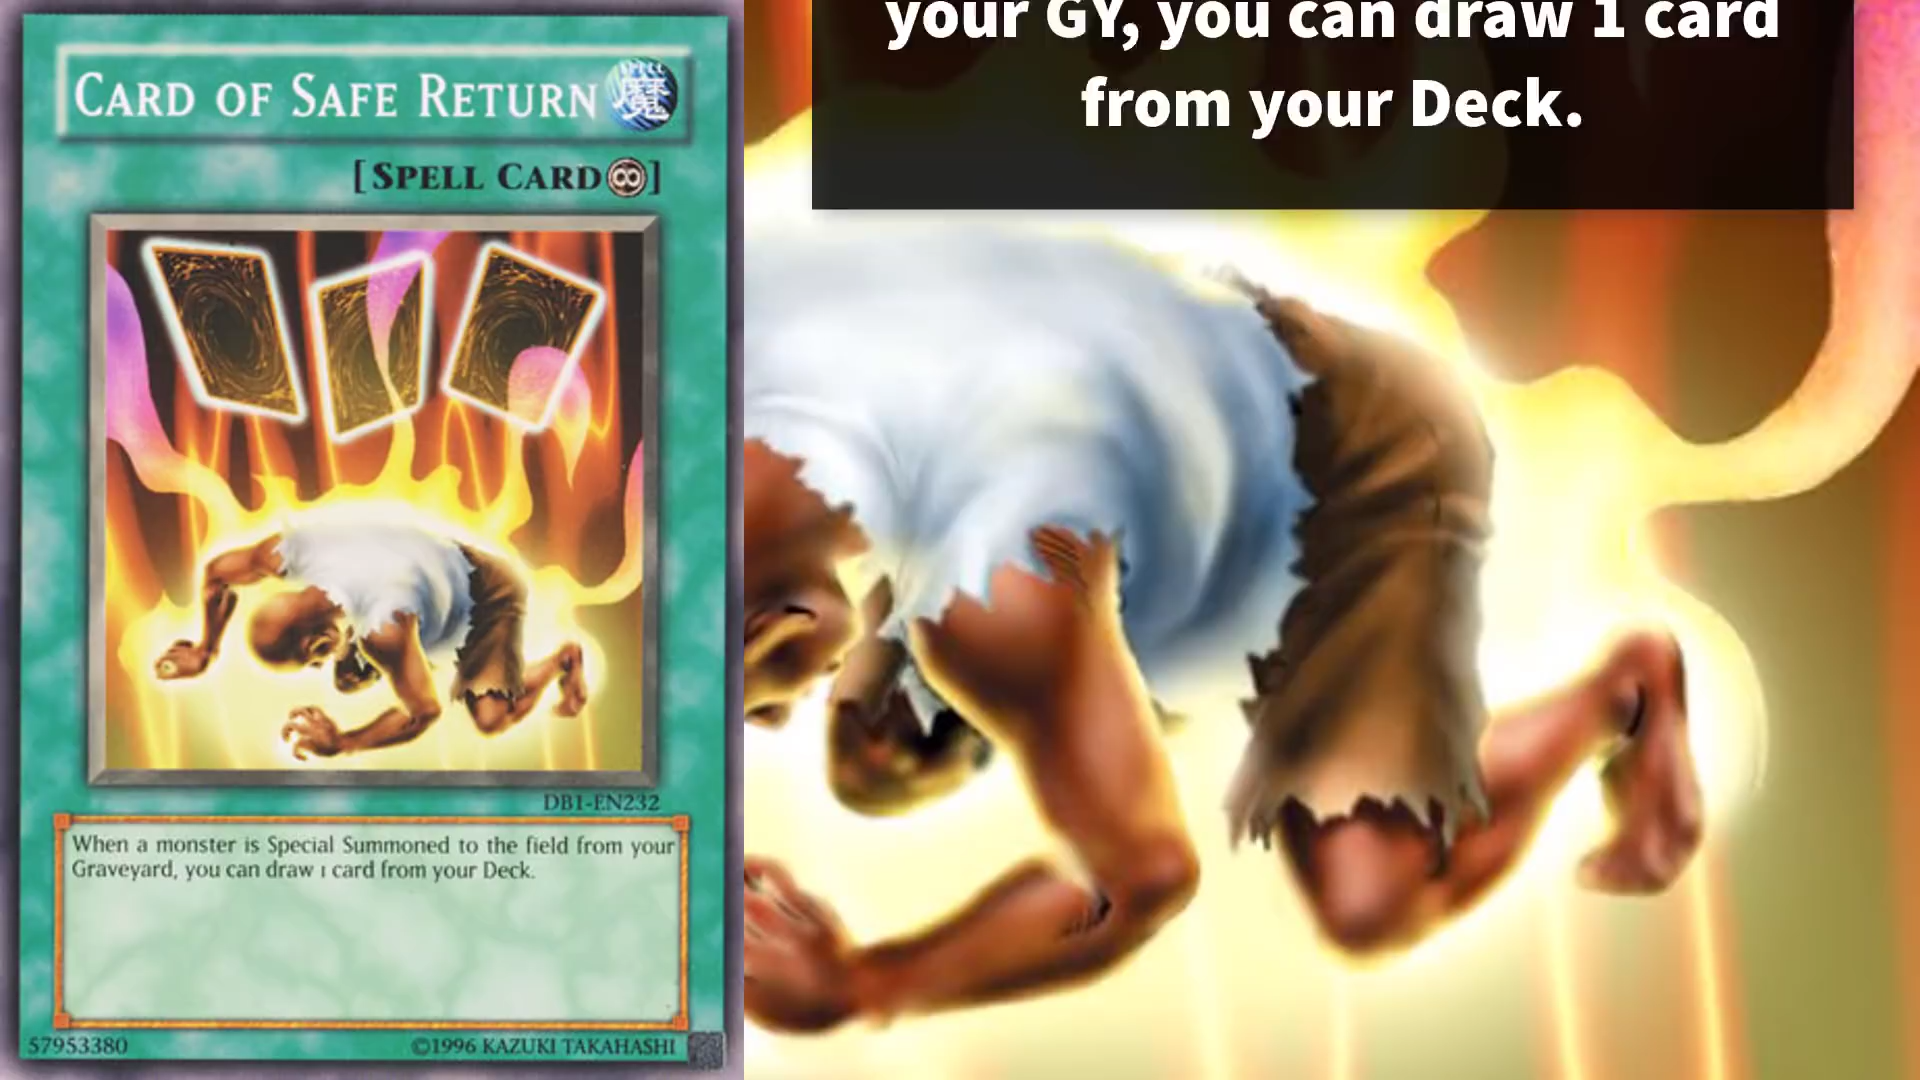 CARD OF SAFE RETURN
SPELL
魔
[SPELL CARD∞]
DB1-EN232
When a monster is Special Summoned to the field from your
Graveyard, you can draw 1 card from your Deck.
57953380
©1996 KAZUKI TAKAHASHI
your GY, you can draw 1 card
from your Deck.